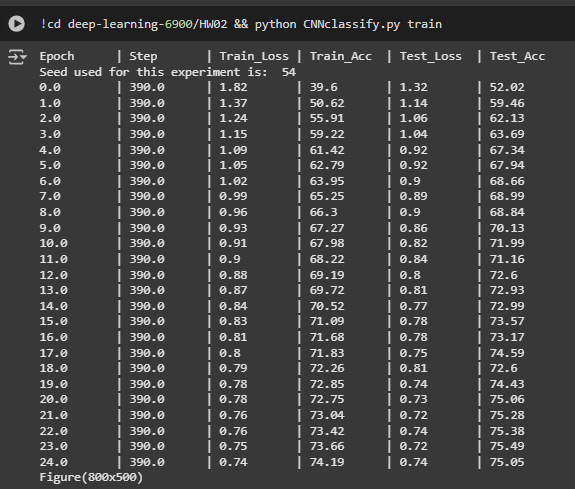 !cd deep-learning-6900/HW02 && python CNNclassify.py train
Epoch | Step | Train_Loss | Train_Acc | Test_Loss | Test_Acc
Seed used for this experiment is: 54
0.0 | 390.0 | 1.82 | 39.6 | 1.32 | 52.02
1.0 | 390.0 | 1.37 | 50.62 | 1.14 | 59.46
2.0 | 390.0 | 1.24 | 55.91 | 1.06 | 62.13
3.0 | 390.0 | 1.15 | 59.22 | 1.04 | 63.69
4.0 | 390.0 | 1.09 | 61.42 | 0.92 | 67.34
5.0 | 390.0 | 1.05 | 62.79 | 0.92 | 67.94
6.0 | 390.0 | 1.02 | 63.95 | 0.9 | 68.66
7.0 | 390.0 | 0.99 | 65.25 | 0.89 | 68.99
8.0 | 390.0 | 0.96 | 66.3 | 0.9 | 68.84
9.0 | 390.0 | 0.93 | 67.27 | 0.86 | 70.13
10.0 | 390.0 | 0.91 | 67.98 | 0.82 | 71.99
11.0 | 390.0 | 0.9 | 68.22 | 0.84 | 71.16
12.0 | 390.0 | 0.88 | 69.19 | 0.8 | 72.6
13.0 | 390.0 | 0.87 | 69.72 | 0.81 | 72.93
14.0 | 390.0 | 0.84 | 70.52 | 0.77 | 72.99
15.0 | 390.0 | 0.83 | 71.09 | 0.78 | 73.57
16.0 | 390.0 | 0.81 | 71.68 | 0.78 | 73.17
17.0 | 390.0 | 0.8 | 71.83 | 0.75 | 74.59
18.0 | 390.0 | 0.79 | 72.26 | 0.81 | 72.6
19.0 | 390.0 | 0.78 | 72.85 | 0.74 | 74.43
20.0 | 390.0 | 0.78 | 72.75 | 0.73 | 75.06
21.0 | 390.0 | 0.76 | 73.04 | 0.72 | 75.28
22.0 | 390.0 | 0.76 | 73.42 | 0.74 | 75.38
23.0 | 390.0 | 0.75 | 73.66 | 0.72 | 75.49
24.0 | 390.0 | 0.74 | 74.19 | 0.74 | 75.05
Figure(800x500)